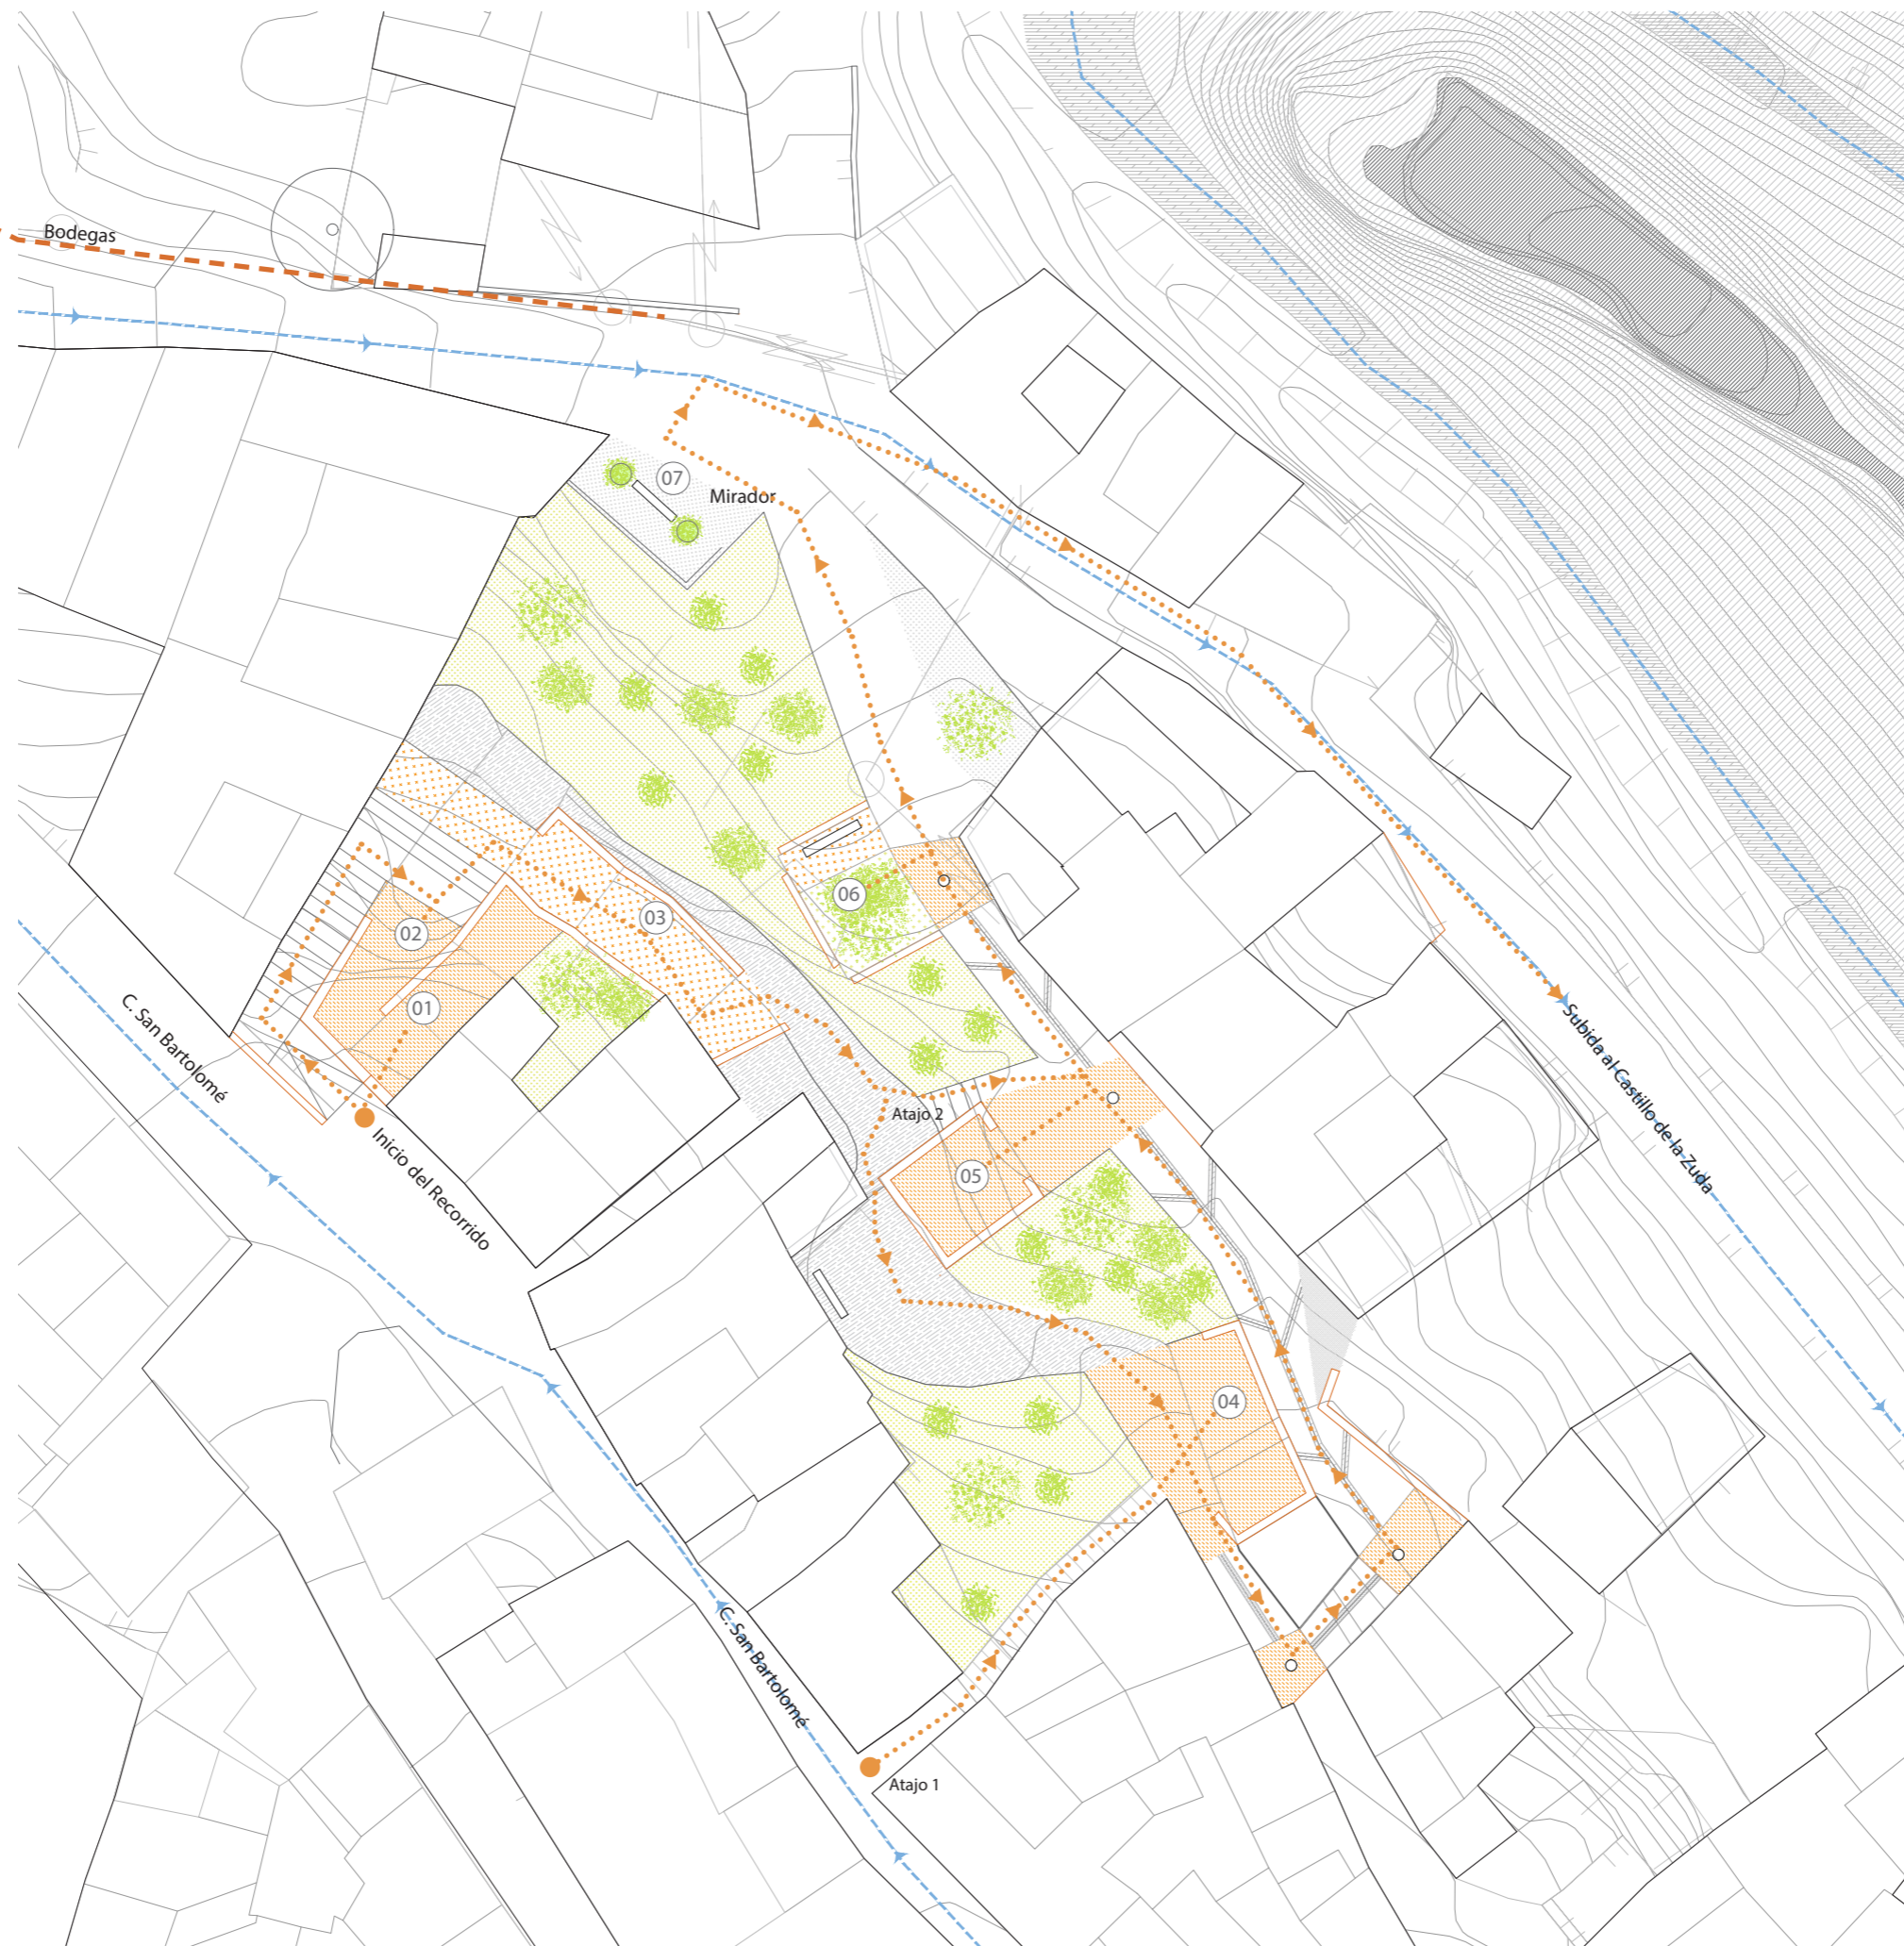 Bodegas
07
Mirador
06
03
02
01
C. San Bartolomé
Inicio del Recorrido
Subida al Castillo de la Zuda
Atajo 2
05
04
C. San Bartolomé
Atajo 1